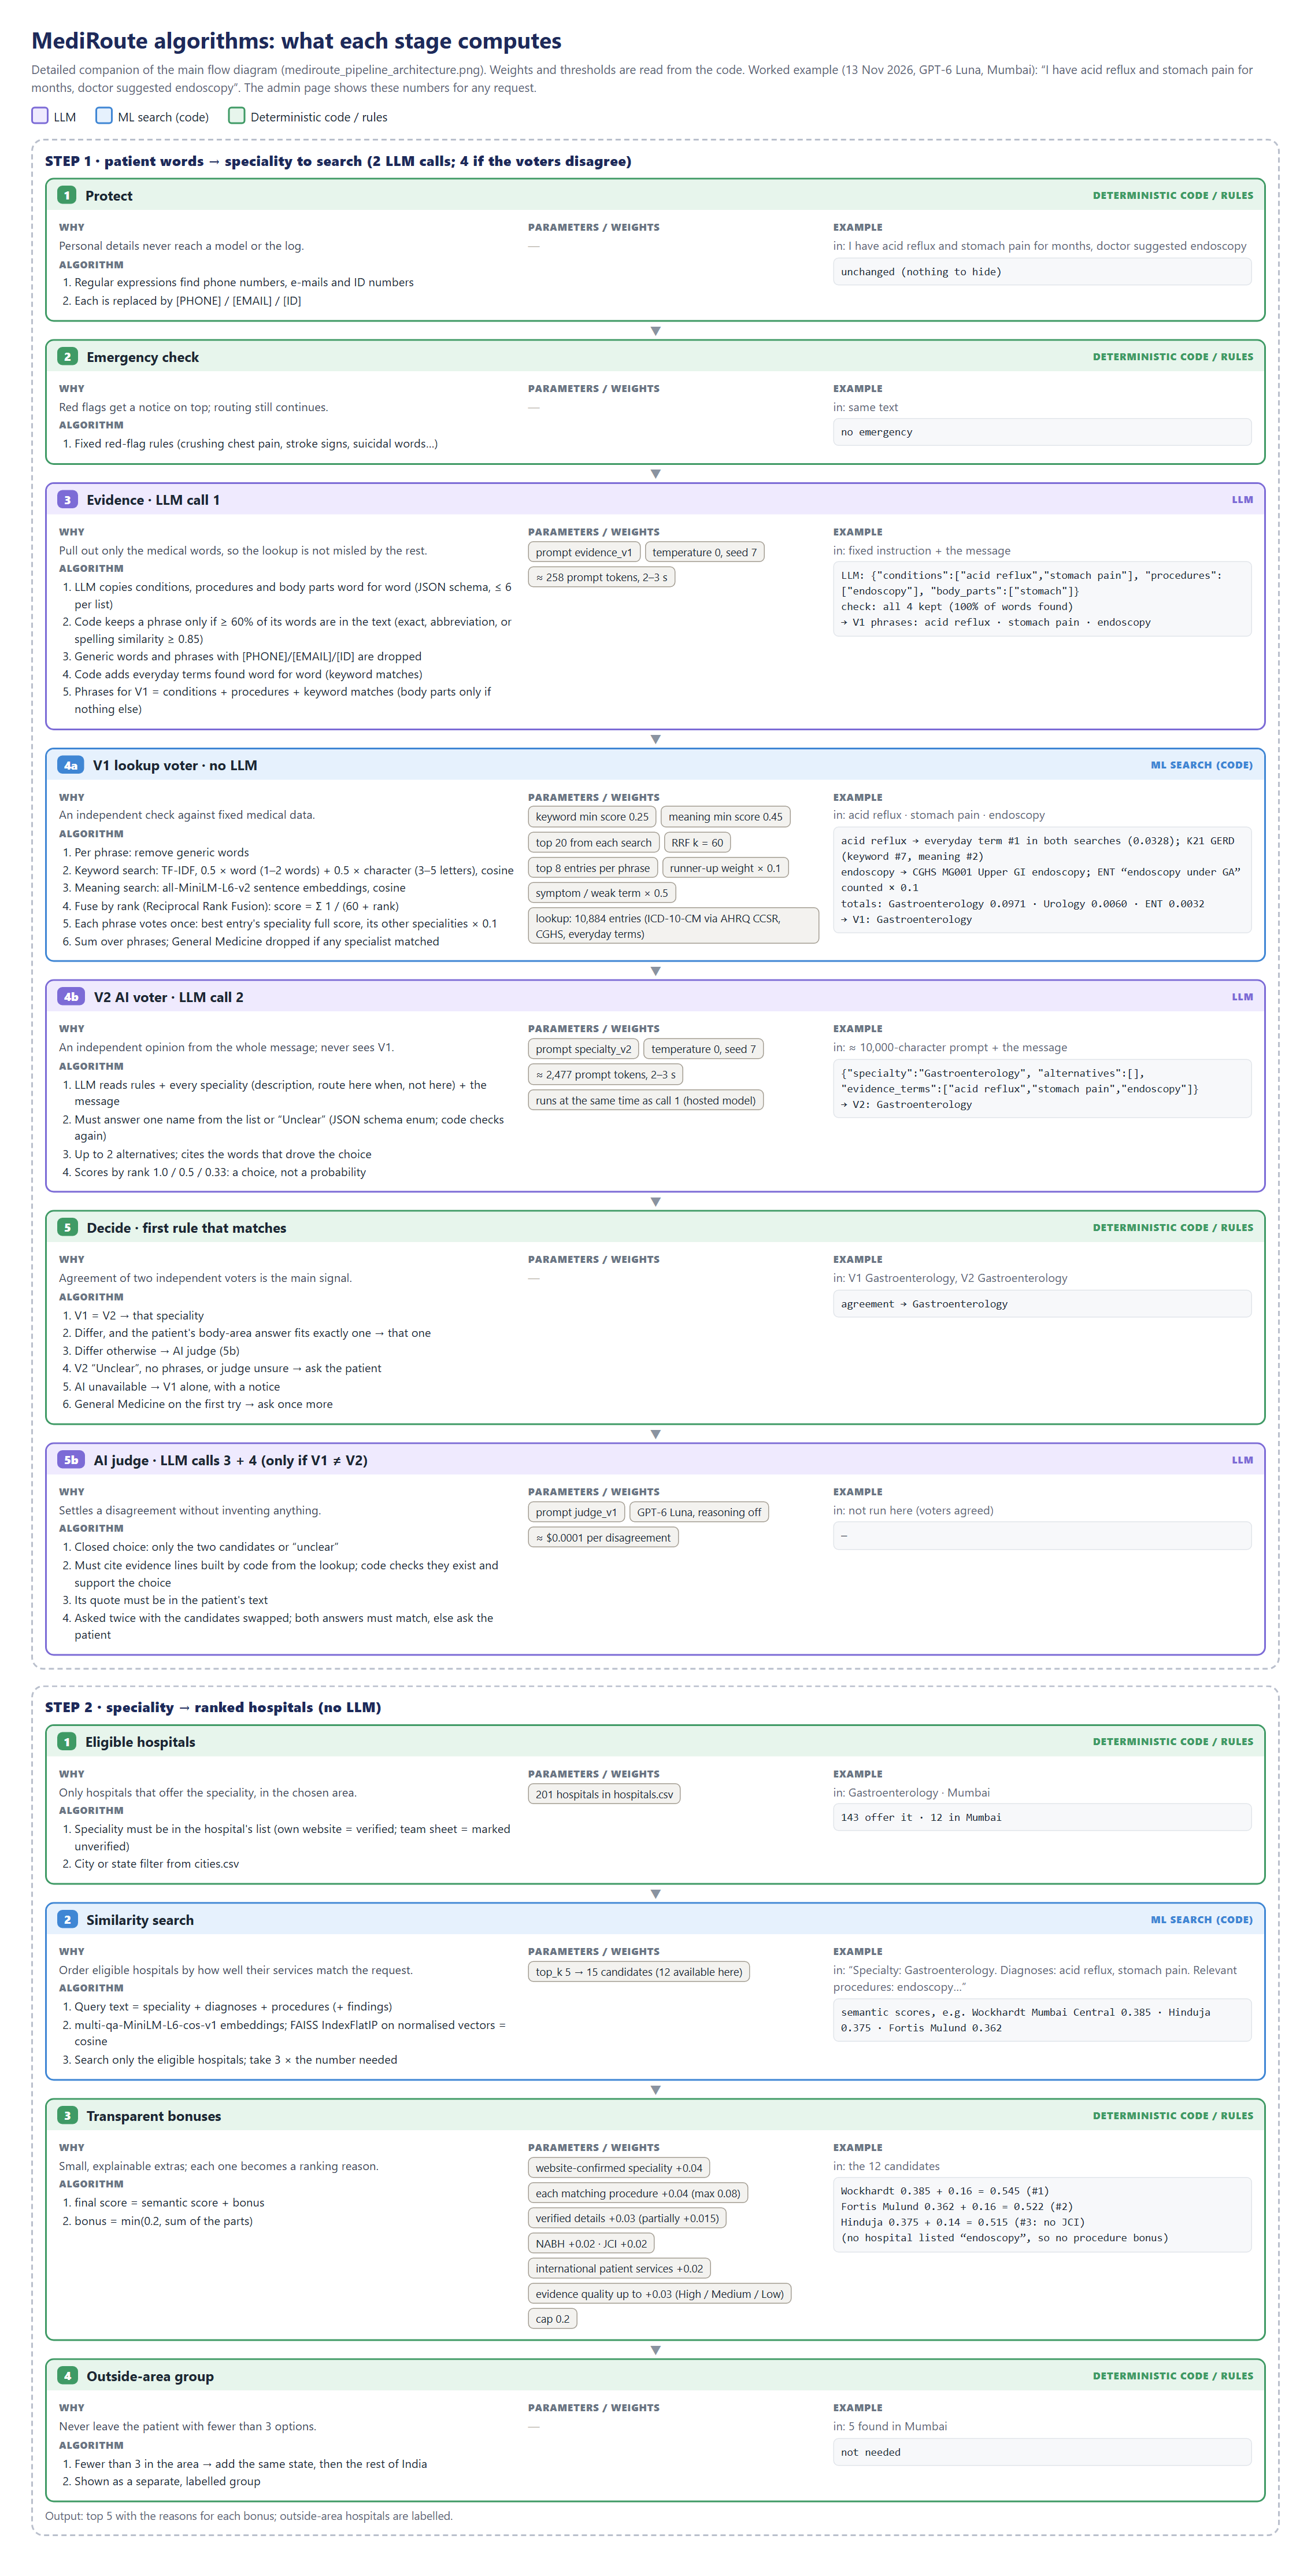 MediRoute algorithms: what each stage computes
Detailed companion of the main flow diagram (mediroute_pipeline_architecture.png). Weights and thresholds are read from the code. Worked example (13 Nov 2026, GPT-6 Luna, Mumbai): “I have acid reflux and stomach pain for
months, doctor suggested endoscopy”. The admin page shows these numbers for any request.
LLM
ML search (code)
Deterministic code / rules
STEP 1 · patient words → speciality to search (2 LLM calls; 4 if the voters disagree)
1 Protect
DETERMINISTIC CODE / RULES
WHY
Personal details never reach a model or the log.
ALGORITHM
1. Regular expressions find phone numbers, e-mails and ID numbers
2. Each is replaced by [PHONE] / [EMAIL] / [ID]
PARAMETERS / WEIGHTS
—
EXAMPLE
in: I have acid reflux and stomach pain for months, doctor suggested endoscopy
unchanged (nothing to hide)
▼
2 Emergency check
DETERMINISTIC CODE / RULES
WHY
Red flags get a notice on top; routing still continues.
ALGORITHM
1. Fixed red-flag rules (crushing chest pain, stroke signs, suicidal words...)
PARAMETERS / WEIGHTS
—
EXAMPLE
in: same text
no emergency
▼
3 Evidence · LLM call 1
LLM
WHY
Pull out only the medical words, so the lookup is not misled by the rest.
ALGORITHM
1. LLM copies conditions, procedures and body parts word for word (JSON schema, ≤ 6
per list)
2. Code keeps a phrase only if ≥ 60% of its words are in the text (exact, abbreviation, or
spelling similarity ≥ 0.85)
3. Generic words and phrases with [PHONE]/[EMAIL]/[ID] are dropped
4. Code adds everyday terms found word for word (keyword matches)
5. Phrases for V1 = conditions + procedures + keyword matches (body parts only if
nothing else)
PARAMETERS / WEIGHTS
prompt evidence_v1
temperature 0, seed 7
≈ 258 prompt tokens, 2–3 s
EXAMPLE
in: fixed instruction + the message
LLM: {"conditions":["acid reflux","stomach pain"], "procedures":
["endoscopy"], "body_parts":["stomach"]}
check: all 4 kept (100% of words found)
→ V1 phrases: acid reflux · stomach pain · endoscopy
▼
4a V1 lookup voter · no LLM
ML SEARCH (CODE)
WHY
An independent check against fixed medical data.
ALGORITHM
1. Per phrase: remove generic words
2. Keyword search: TF-IDF, 0.5 × word (1–2 words) + 0.5 × character (3–5 letters), cosine
3. Meaning search: all-MiniLM-L6-v2 sentence embeddings, cosine
4. Fuse by rank (Reciprocal Rank Fusion): score = Σ 1 / (60 + rank)
5. Each phrase votes once: best entry's speciality full score, its other specialities × 0.1
6. Sum over phrases; General Medicine dropped if any specialist matched
PARAMETERS / WEIGHTS
keyword min score 0.25
meaning min score 0.45
top 20 from each search
RRF k = 60
top 8 entries per phrase
runner-up weight × 0.1
symptom / weak term × 0.5
lookup: 10,884 entries (ICD-10-CM via AHRQ CCSR,
CGHS, everyday terms)
EXAMPLE
in: acid reflux · stomach pain · endoscopy
acid reflux → everyday term #1 in both searches (0.0328); K21 GERD
(keyword #7, meaning #2)
endoscopy → CGHS MG001 Upper GI endoscopy; ENT “endoscopy under GA”
counted × 0.1
totals: Gastroenterology 0.0971 · Urology 0.0060 · ENT 0.0032
→ V1: Gastroenterology
▼
4b V2 AI voter · LLM call 2
LLM
WHY
An independent opinion from the whole message; never sees V1.
ALGORITHM
1. LLM reads rules + every speciality (description, route here when, not here) + the
message
2. Must answer one name from the list or “Unclear” (JSON schema enum; code checks
again)
3. Up to 2 alternatives; cites the words that drove the choice
4. Scores by rank 1.0 / 0.5 / 0.33: a choice, not a probability
PARAMETERS / WEIGHTS
prompt specialty_v2
temperature 0, seed 7
≈ 2,477 prompt tokens, 2–3 s
runs at the same time as call 1 (hosted model)
EXAMPLE
in: ≈ 10,000-character prompt + the message
{"specialty":"Gastroenterology", "alternatives":[],
"evidence_terms":["acid reflux","stomach pain","endoscopy"]}
→ V2: Gastroenterology
▼
5 Decide · first rule that matches
DETERMINISTIC CODE / RULES
WHY
Agreement of two independent voters is the main signal.
ALGORITHM
1. V1 = V2 → that speciality
2. Differ, and the patient's body-area answer fits exactly one → that one
3. Differ otherwise → AI judge (5b)
4. V2 “Unclear”, no phrases, or judge unsure → ask the patient
5. AI unavailable → V1 alone, with a notice
6. General Medicine on the first try → ask once more
PARAMETERS / WEIGHTS
—
EXAMPLE
in: V1 Gastroenterology, V2 Gastroenterology
agreement → Gastroenterology
▼
5b AI judge · LLM calls 3 + 4 (only if V1 ≠ V2)
LLM
WHY
Settles a disagreement without inventing anything.
ALGORITHM
1. Closed choice: only the two candidates or “unclear”
2. Must cite evidence lines built by code from the lookup; code checks they exist and
support the choice
3. Its quote must be in the patient's text
4. Asked twice with the candidates swapped; both answers must match, else ask the
patient
PARAMETERS / WEIGHTS
prompt judge_v1
GPT-6 Luna, reasoning off
≈ $0.0001 per disagreement
EXAMPLE
in: not run here (voters agreed)
—
STEP 2 · speciality → ranked hospitals (no LLM)
1 Eligible hospitals
DETERMINISTIC CODE / RULES
WHY
Only hospitals that offer the speciality, in the chosen area.
ALGORITHM
1. Speciality must be in the hospital's list (own website = verified; team sheet = marked
unverified)
2. City or state filter from cities.csv
PARAMETERS / WEIGHTS
201 hospitals in hospitals.csv
EXAMPLE
in: Gastroenterology · Mumbai
143 offer it · 12 in Mumbai
▼
2 Similarity search
ML SEARCH (CODE)
WHY
Order eligible hospitals by how well their services match the request.
ALGORITHM
1. Query text = speciality + diagnoses + procedures (+ findings)
2. multi-qa-MiniLM-L6-cos-v1 embeddings; FAISS IndexFlatIP on normalised vectors =
cosine
3. Search only the eligible hospitals; take 3 × the number needed
PARAMETERS / WEIGHTS
top_k 5 → 15 candidates (12 available here)
EXAMPLE
in: “Specialty: Gastroenterology. Diagnoses: acid reflux, stomach pain. Relevant
procedures: endoscopy...”
semantic scores, e.g. Wockhardt Mumbai Central 0.385 · Hinduja
0.375 · Fortis Mulund 0.362
▼
3 Transparent bonuses
DETERMINISTIC CODE / RULES
WHY
Small, explainable extras; each one becomes a ranking reason.
ALGORITHM
1. final score = semantic score + bonus
2. bonus = min(0.2, sum of the parts)
PARAMETERS / WEIGHTS
website-confirmed speciality +0.04
each matching procedure +0.04 (max 0.08)
verified details +0.03 (partially +0.015)
NABH +0.02 · JCI +0.02
international patient services +0.02
evidence quality up to +0.03 (High / Medium / Low)
cap 0.2
EXAMPLE
in: the 12 candidates
Wockhardt 0.385 + 0.16 = 0.545 (#1)
Fortis Mulund 0.362 + 0.16 = 0.522 (#2)
Hinduja 0.375 + 0.14 = 0.515 (#3: no JCI)
(no hospital listed “endoscopy”, so no procedure bonus)
▼
4 Outside-area group
DETERMINISTIC CODE / RULES
WHY
Never leave the patient with fewer than 3 options.
ALGORITHM
1. Fewer than 3 in the area → add the same state, then the rest of India
2. Shown as a separate, labelled group
PARAMETERS / WEIGHTS
—
EXAMPLE
in: 5 found in Mumbai
not needed
Output: top 5 with the reasons for each bonus; outside-area hospitals are labelled.